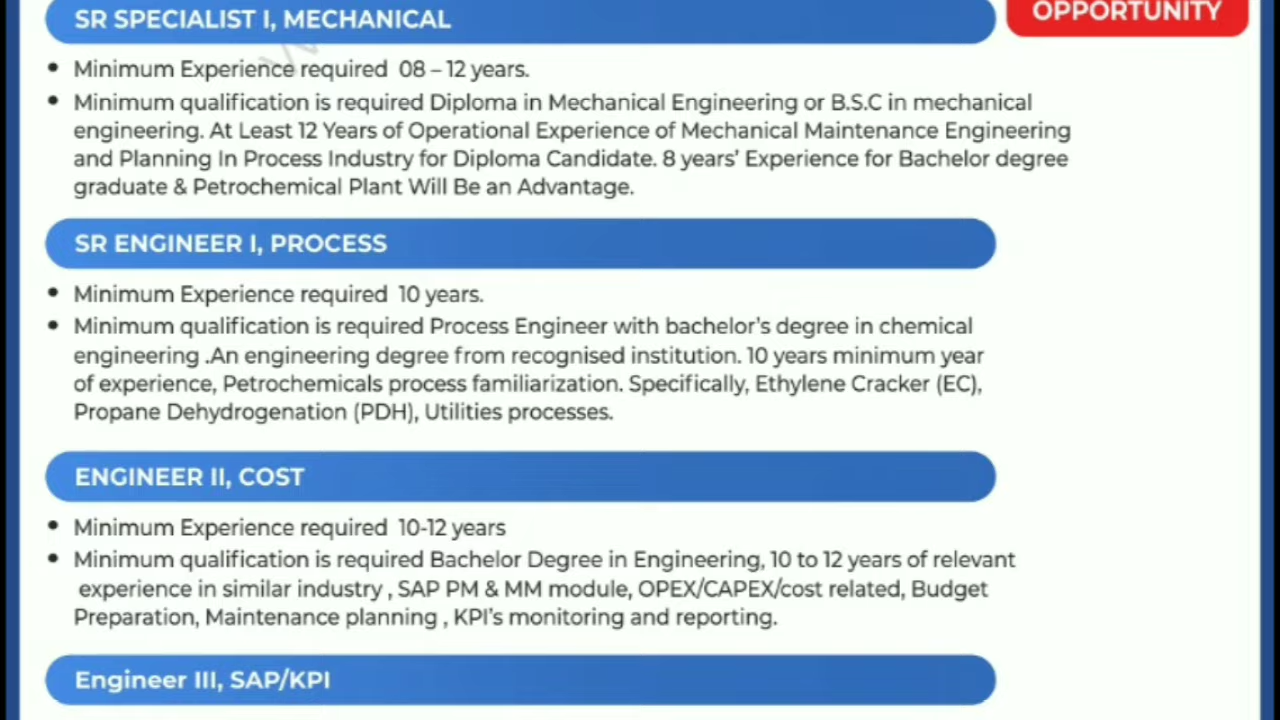 SR SPECIALIST I, MECHANICAL
OPPORTUNITY
• Minimum Experience required 08 – 12 years.
• Minimum qualification is required Diploma in Mechanical Engineering or B.S.C in mechanical
engineering. At Least 12 Years of Operational Experience of Mechanical Maintenance Engineering
and Planning In Process Industry for Diploma Candidate. 8 years’ Experience for Bachelor degree
graduate & Petrochemical Plant Will Be an Advantage.
SR ENGINEER I, PROCESS
• Minimum Experience required 10 years.
• Minimum qualification is required Process Engineer with bachelor’s degree in chemical
engineering .An engineering degree from recognised institution. 10 years minimum year
of experience, Petrochemicals process familiarization. Specifically, Ethylene Cracker (EC),
Propane Dehydrogenation (PDH), Utilities processes.
ENGINEER II, COST
• Minimum Experience required 10-12 years
• Minimum qualification is required Bachelor Degree in Engineering, 10 to 12 years of relevant
experience in similar industry , SAP PM & MM module, OPEX/CAPEX/cost related, Budget
Preparation, Maintenance planning , KPI’s monitoring and reporting.
Engineer III, SAP/KPI